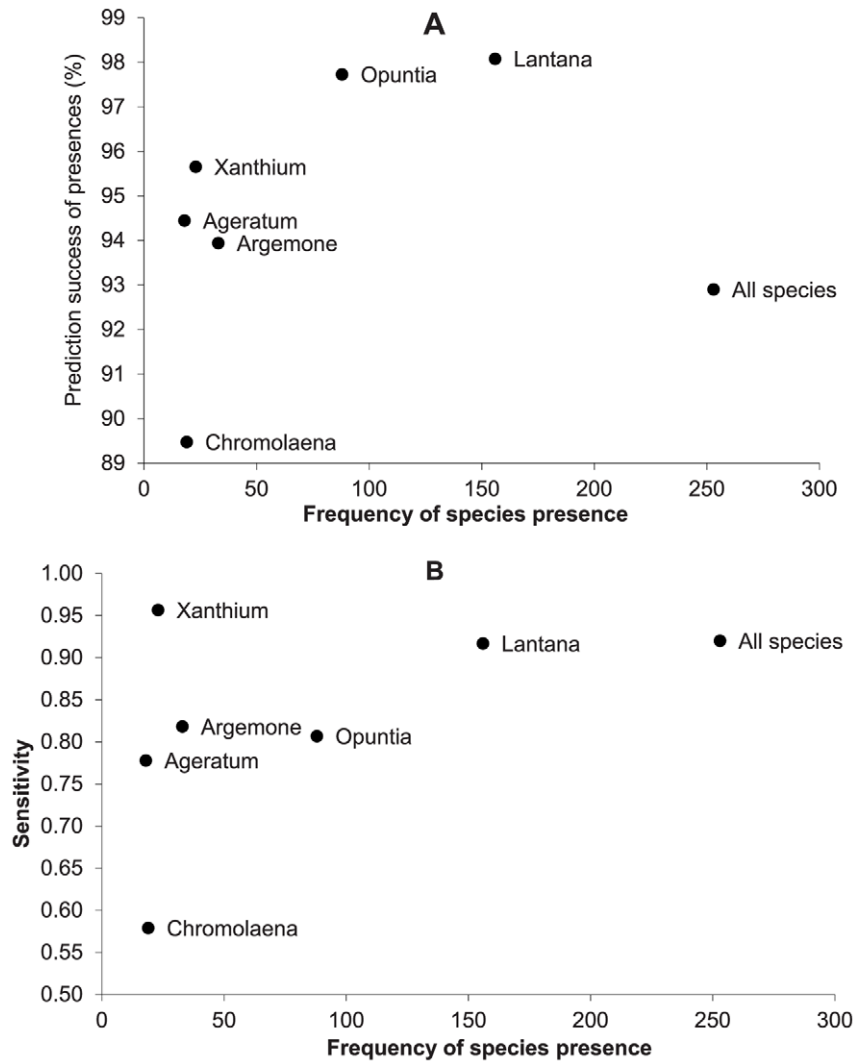 A
Prediction success of presences (%)
99
98
97
96
95
94
93
92
91
90
89
Lantana
Opuntia
Xanthium
Ageratum
Argemone
All species
Chromolaena
0 50 100 150 200 250 300
Frequency of species presence
B
Sensitivity
1.00
0.95
0.90
0.85
0.80
0.75
0.70
0.65
0.60
0.55
0.50
Xanthium
Lantana
All species
Argemone
Opuntia
Ageratum
Chromolaena
0 50 100 150 200 250 300
Frequency of species presence